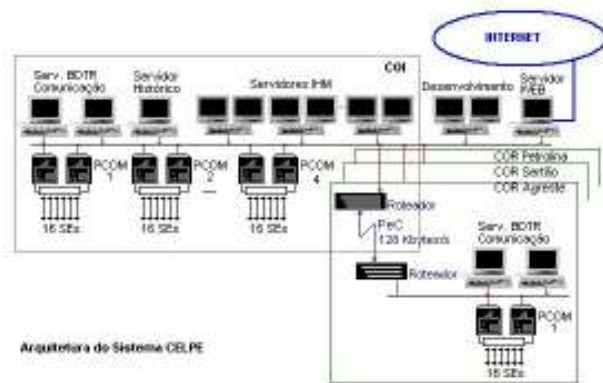 INTERNET
COI
Serv. BDTR
Comunicação
Servidor
Histórico
Servidores IHM
Desenvolvimento
Servidor
WEB
PCOM
1
PCOM
2
PCOM
4
16 SEs
16 SEs
16 SEs
COR Petrolina
COR Sertão
COR Agreste
Roteador
128 Kbytes/s
Roteador
Serv. BDTR
Comunicação
PCOM
1
16 SEs
Arquitetura do Sistema CELPE